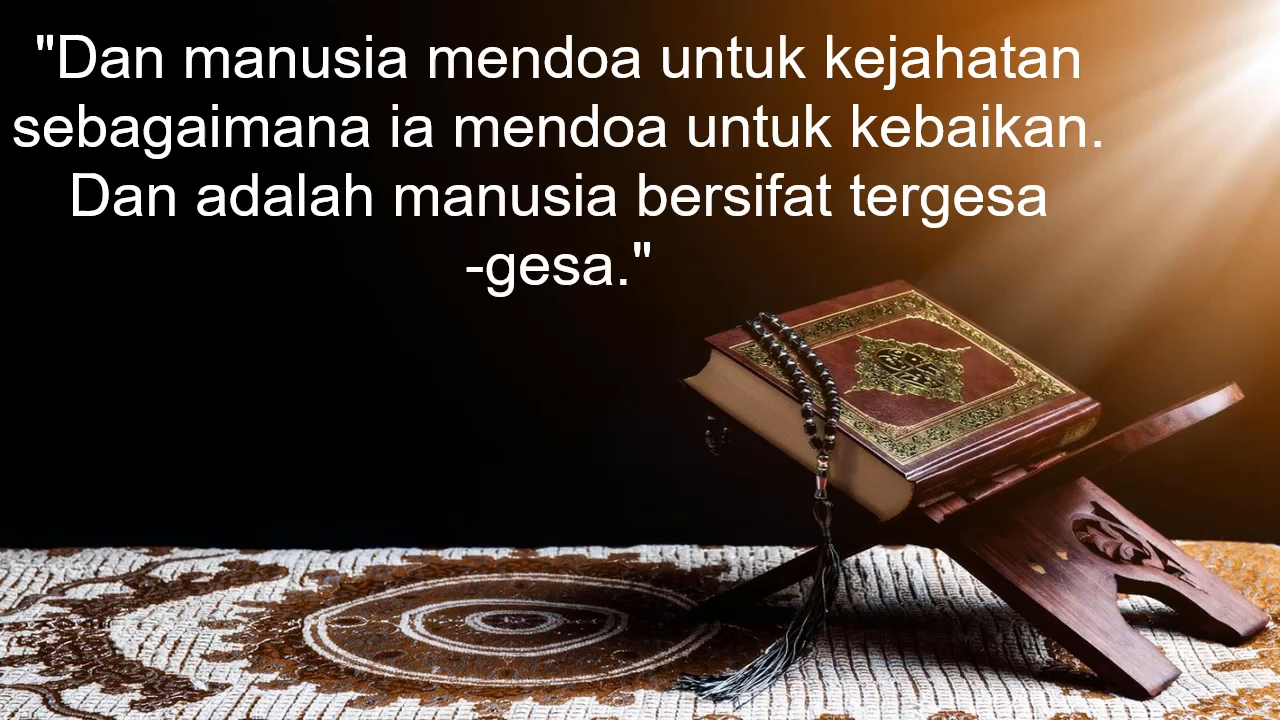 "Dan manusia mendoa untuk kejahatan
sebagaimana ia mendoa untuk kebaikan.
Dan adalah manusia bersifat tergesa
-gesa."